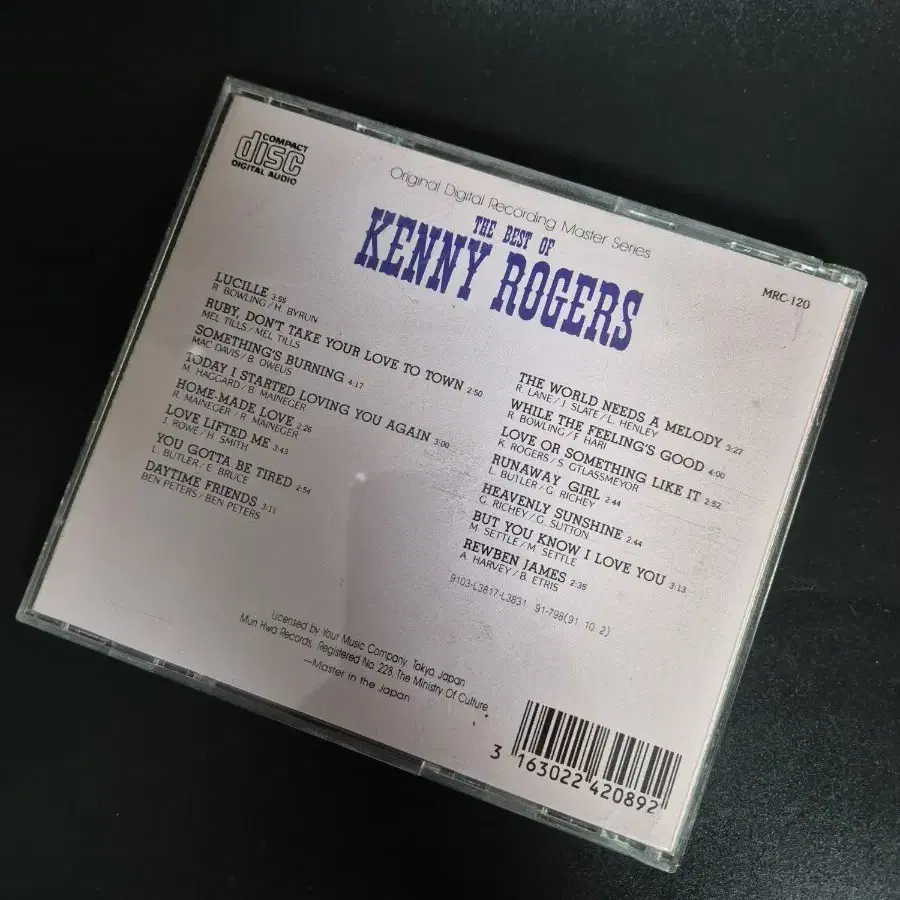 COMPACT
disc
DIGITAL AUDIO
Original Digital Recording Master Series
THE BEST OF
KENNY ROGERS
MRC-120
LUCILLE 3:55
R. BOWLING/H. BYRUN
RUBY, DON'T TAKE YOUR LOVE TO TOWN 2:50
MEL TILLS/MEL TILLS
SOMETHING'S BURNING 4:17
MAC DAVIS/B. OWEUS
TODAY I STARTED LOVING YOU AGAIN 3:00
M. HAGGARD/B. MAINEGER
HOME-MADE LOVE 2:26
R. MAINEGER/R. MAINEGER
LOVE LIFTED ME 3:43
J. ROWE/H. SMITH
YOU GOTTA BE TIRED 2:54
L. BUTLER/E. BRUCE
DAYTIME FRIENDS 3:11
BEN PETERS/BEN PETERS
THE WORLD NEEDS A MELODY 3:27
R. LANE/J. SLATE/L. HENLEY
WHILE THE FEELING'S GOOD 4:00
R. BOWLING/F. HARI
LOVE OR SOMETHING LIKE IT 2:52
K. ROGERS/S. GTLASSMEYOR
RUNAWAY GIRL 2:44
L. BUTLER/G. RICHEY
HEAVENLY SUNSHINE 2:44
G. RICHEY/G. SUTTON
BUT YOU KNOW I LOVE YOU 3:13
M. SETTLE/M. SETTLE
REWBEN JAMES 2:35
A. HARVEY/B. ETRIS
9103-L3817-L3831 91-798(91. 10. 2)
Licensed by Your Music Company, Tokyo, Japan
Mun Hwa Records, Registered No. 228, The Ministry Of Culture
—Master in the Japan
3 163022 420892